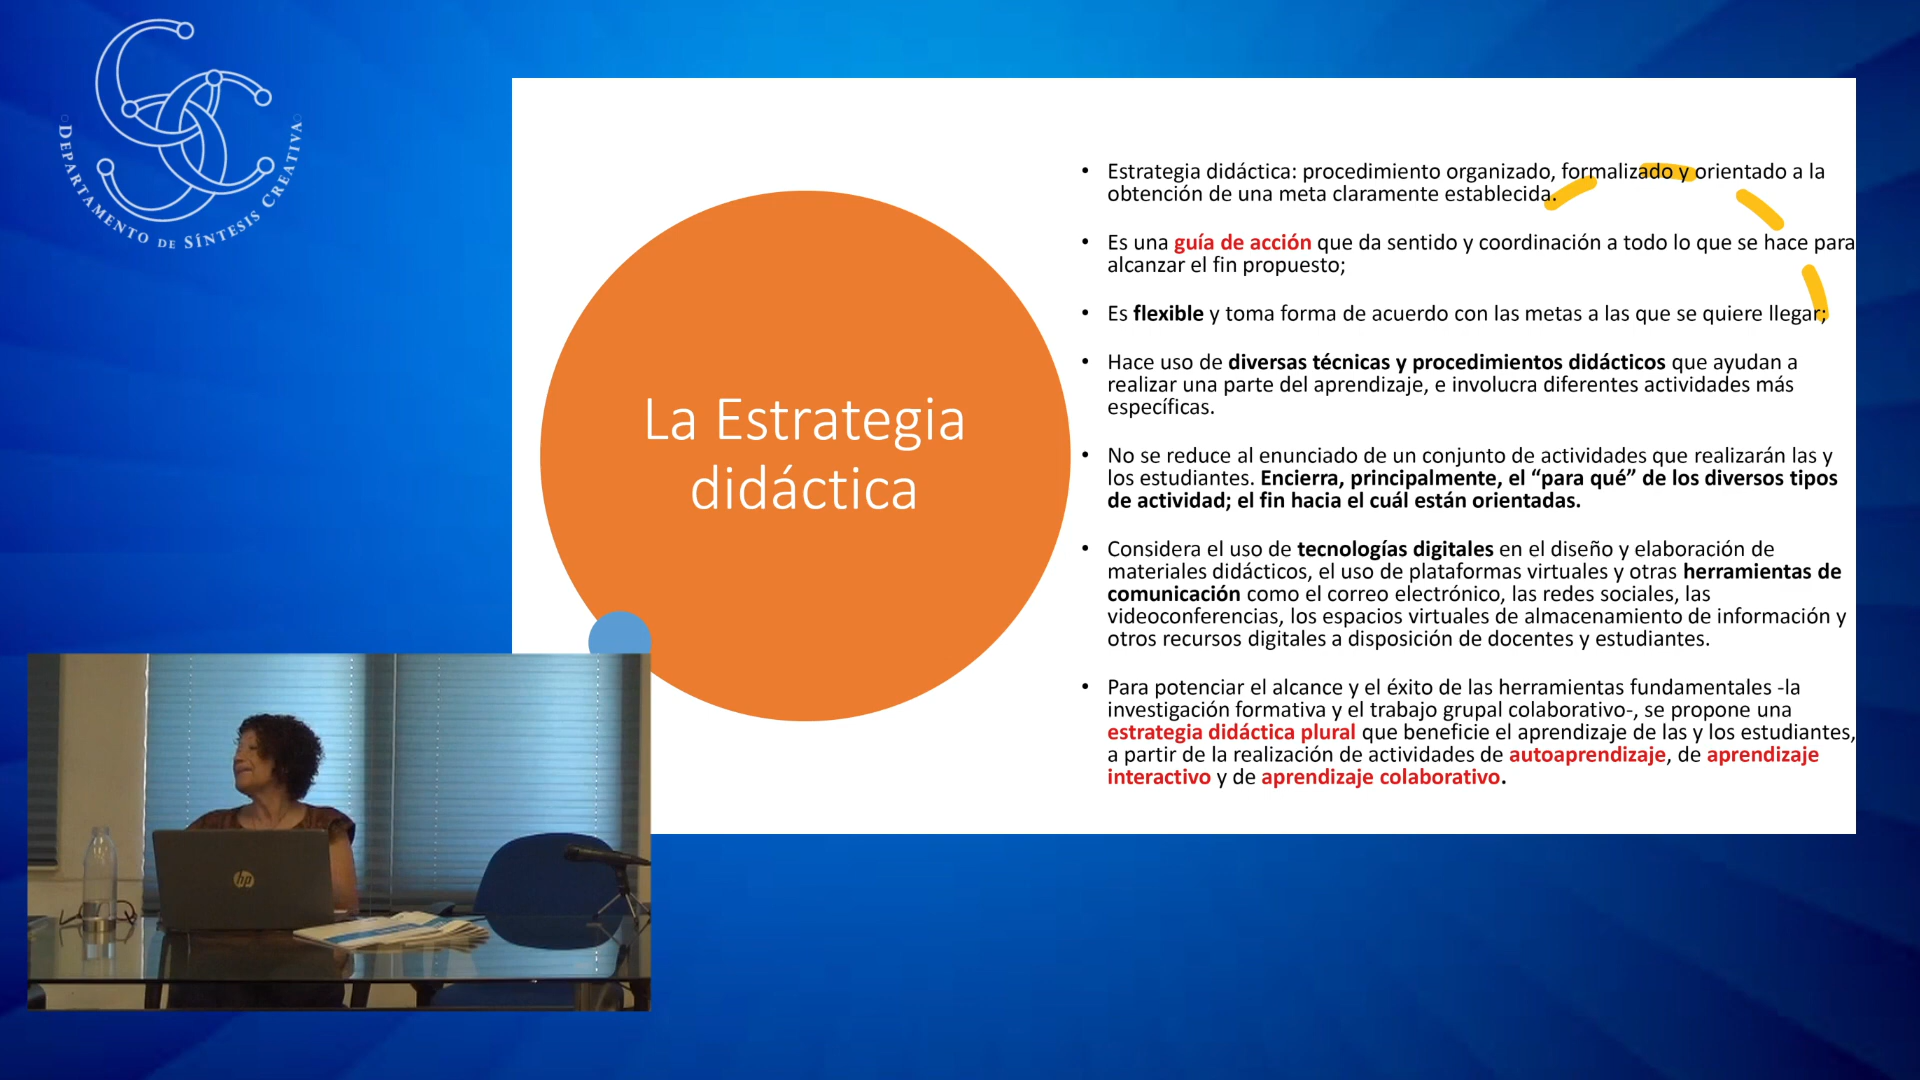 DEPARTAMENTO DE SÍNTESIS CREATIVA
La Estrategia
didáctica
• Estrategia didáctica: procedimiento organizado, formalizado y orientado a la
obtención de una meta claramente establecida.
• Es una guía de acción que da sentido y coordinación a todo lo que se hace para
alcanzar el fin propuesto;
• Es flexible y toma forma de acuerdo con las metas a las que se quiere llegar;
• Hace uso de diversas técnicas y procedimientos didácticos que ayudan a
realizar una parte del aprendizaje, e involucra diferentes actividades más
específicas.
• No se reduce al enunciado de un conjunto de actividades que realizarán las y
los estudiantes. Encierra, principalmente, el “para qué” de los diversos tipos
de actividad; el fin hacia el cuál están orientadas.
• Considera el uso de tecnologías digitales en el diseño y elaboración de
materiales didácticos, el uso de plataformas virtuales y otras herramientas de
comunicación como el correo electrónico, las redes sociales, las
videoconferencias, los espacios virtuales de almacenamiento de información y
otros recursos digitales a disposición de docentes y estudiantes.
• Para potenciar el alcance y el éxito de las herramientas fundamentales -la
investigación formativa y el trabajo grupal colaborativo-, se propone una
estrategia didáctica plural que beneficie el aprendizaje de las y los estudiantes,
a partir de la realización de actividades de autoaprendizaje, de aprendizaje
interactivo y de aprendizaje colaborativo.
hp